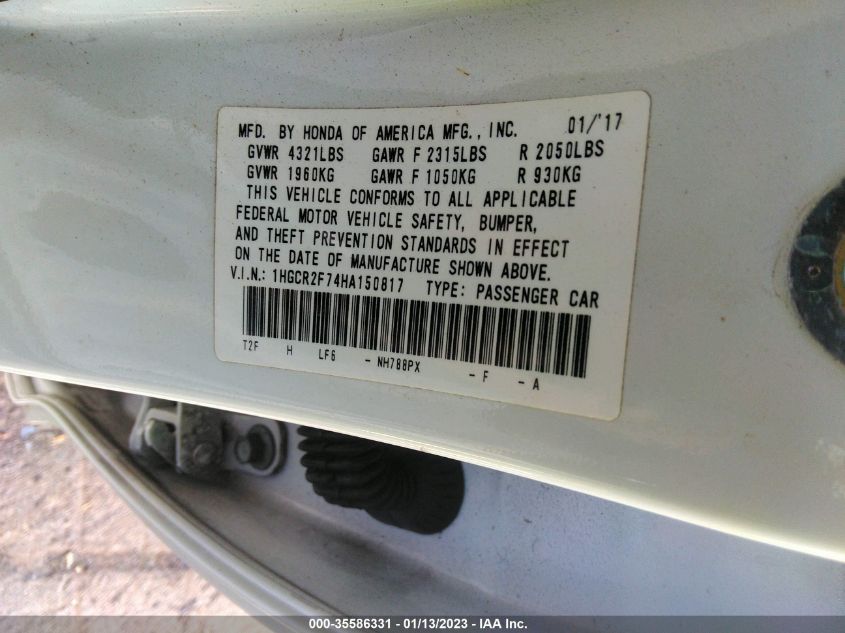 MFD. BY HONDA OF AMERICA MFG., INC. 01/'17
GVWR 4321LBS GAWR F 2315LBS R 2050LBS
GVWR 1960KG GAWR F 1050KG R 930KG
THIS VEHICLE CONFORMS TO ALL APPLICABLE
FEDERAL MOTOR VEHICLE SAFETY, BUMPER,
AND THEFT PREVENTION STANDARDS IN EFFECT
ON THE DATE OF MANUFACTURE SHOWN ABOVE.
V.I.N.: 1HGCR2F74HA150817 TYPE: PASSENGER CAR
T2F H LF6 - NH788PX - F - A
000-35586331 - 01/13/2023 - IAA Inc.